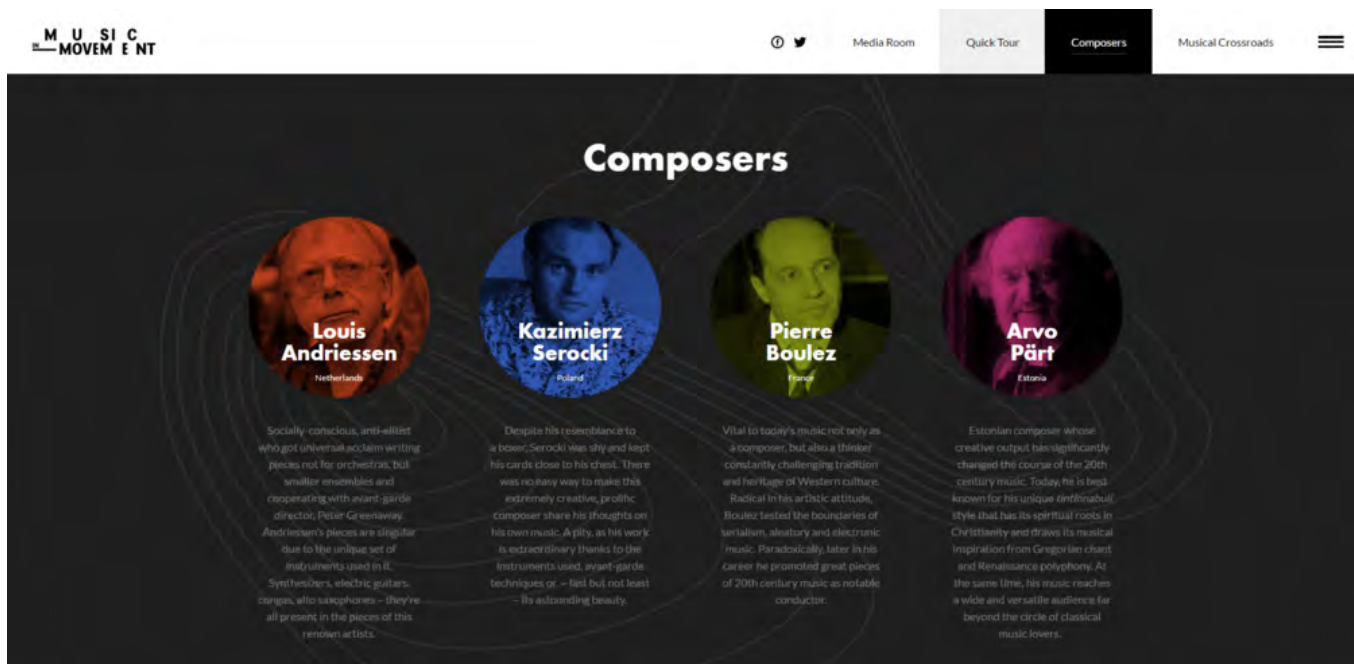 MUSIC
IN MOVEMENT
Media Room
Quick Tour
Composers
Musical Crossroads
Composers
Louis
Andriessen
Netherlands
Socially-conscious, anti-elitist
who got universal acclaim writing
pieces not for orchestras, but
smaller ensembles and
cooperating with avant-garde
director, Peter Greenaway.
Andriessen's pieces are singular
due to the unique set of
instruments used in it.
Synthesizers, electric guitars,
congas, alto saxophones – they're
all present in the pieces of this
renown artists.
Kazimierz
Serocki
Poland
Despite his resemblance to
a boxer, Serocki was shy and kept
his cards close to his chest. There
was no easy way to make this
extremely creative, prolific
composer share his thoughts on
his own music. A pity, as his work
is extraordinary thanks to the
instruments used, avant-garde
techniques or – last but not least
– its astounding beauty.
Pierre
Boulez
France
Vital to today's music not only as
a composer, but also a thinker
constantly challenging tradition
and heritage of Western culture.
Radical in his artistic attitude,
Boulez tested the boundaries of
serialism, aleatory and electronic
music. Paradoxically, later in his
career he promoted great pieces
of 20th century music as notable
conductor.
Arvo
Pärt
Estonia
Estonian composer whose
creative output has significantly
changed the course of the 20th
century music. Today, he is best
known for his unique tintinnabuli
style that has its spiritual roots in
Christianity and draws its musical
inspiration from Gregorian chant
and Renaissance polyphony. At
the same time, his music reaches
a wide and versatile audience far
beyond the circle of classical
music lovers.